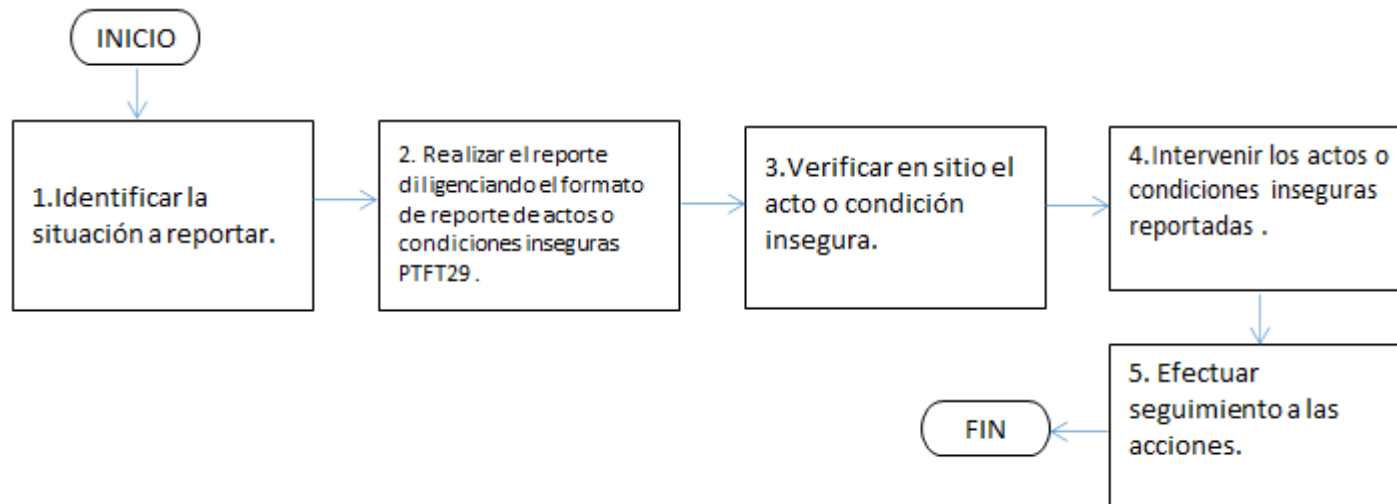 INICIO
1.Identificar la
situación a reportar.
2. Realizar el reporte
diligenciando el formato
de reporte de actos o
condiciones inseguras
PTFT29 .
3.Verificar en sitio el
acto o condición
insegura.
4.Intervenir los actos o
condiciones inseguras
reportadas .
5. Efectuar
seguimiento a las
acciones.
FIN